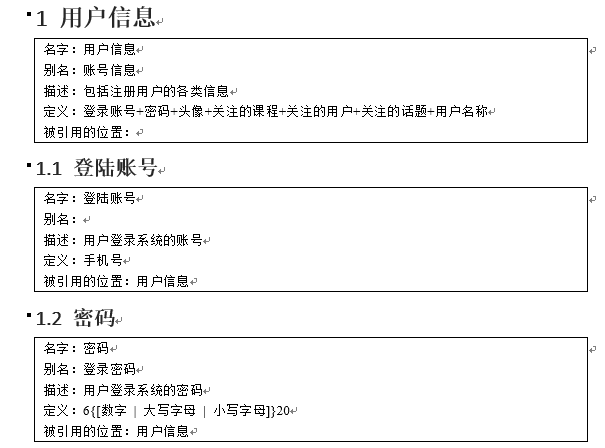 1 用户信息
名字：用户信息
别名：账号信息
描述：包括注册用户的各类信息
定义：登录账号+密码+头像+关注的课程+关注的用户+关注的话题+用户名称
被引用的位置：
1.1 登陆账号
名字：登陆账号
别名：
描述：用户登录系统的账号
定义：手机号
被引用的位置：用户信息
1.2 密码
名字：密码
别名：登录密码
描述：用户登录系统的密码
定义：6{[数字 | 大写字母 | 小写字母]}20
被引用的位置：用户信息